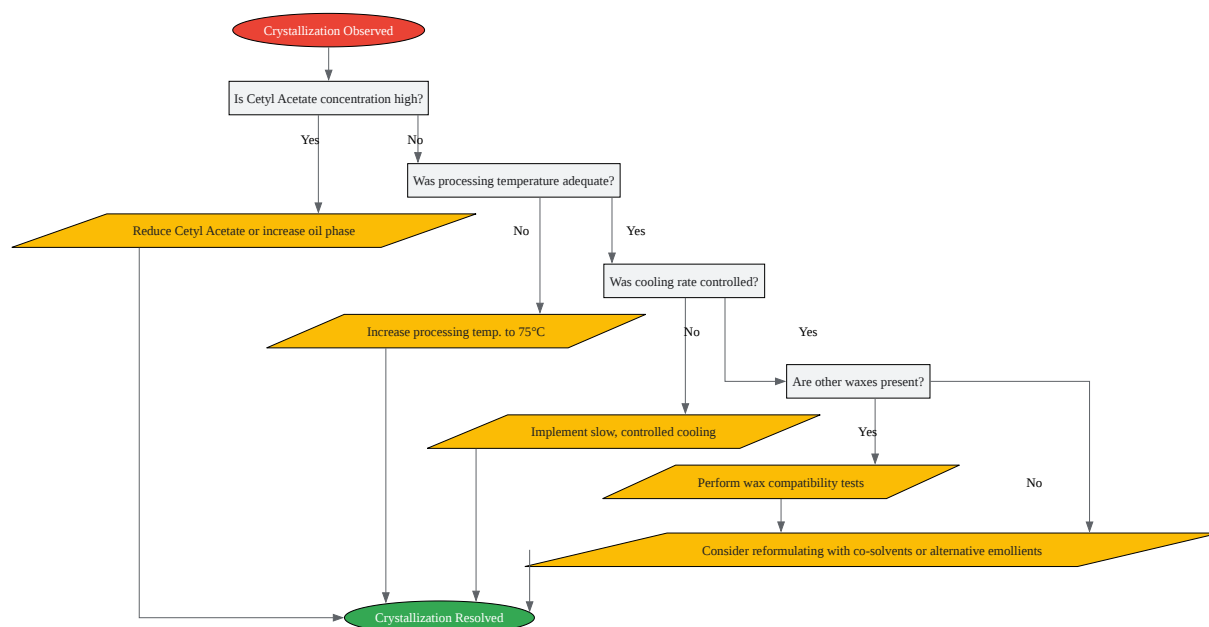 Crystallization Observed
Is Cetyl Acetate concentration high?
Yes
No
Was processing temperature adequate?
Reduce Cetyl Acetate or increase oil phase
No
Yes
Was cooling rate controlled?
Increase processing temp. to 75°C
No
Yes
Are other waxes present?
Implement slow, controlled cooling
Yes
Perform wax compatibility tests
No
Consider reformulating with co-solvents or alternative emollients
Crystallization Resolved